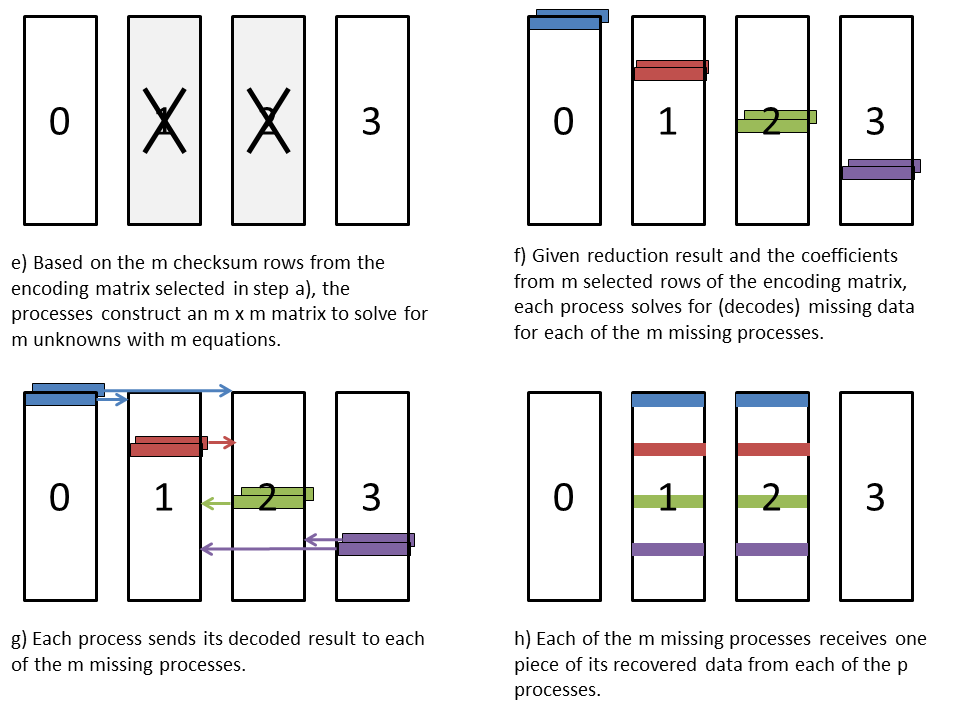 0 1 2 3
e) Based on the m checksum rows from the
encoding matrix selected in step a), the
processes construct an m x m matrix to solve for
m unknowns with m equations.
0 1 2 3
f) Given reduction result and the coefficients
from m selected rows of the encoding matrix,
each process solves for (decodes) missing data
for each of the m missing processes.
0 1 2 3
g) Each process sends its decoded result to each
of the m missing processes.
0 1 2 3
h) Each of the m missing processes receives one
piece of its recovered data from each of the p
processes.